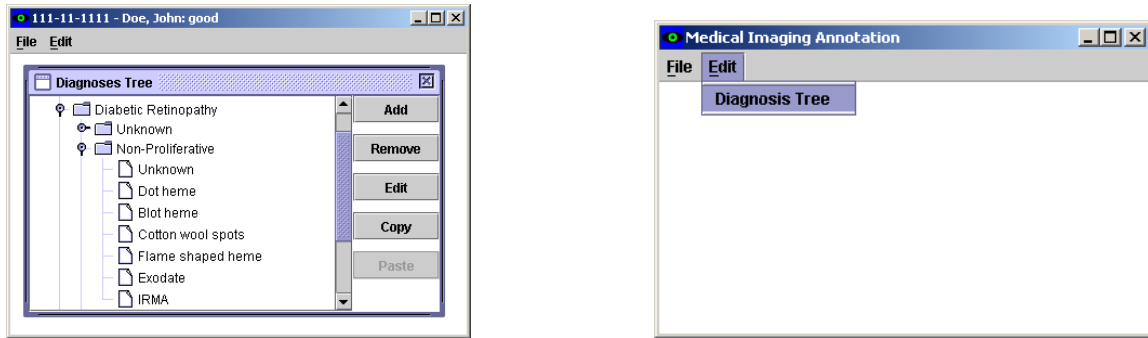 111-11-1111 - Doe, John: good
File Edit
Diagnoses Tree
Diabetic Retinopathy
Unknown
Non-Proliferative
Unknown
Dot heme
Blot heme
Cotton wool spots
Flame shaped heme
Exodate
IRMA
Add
Remove
Edit
Copy
Paste
Medical Imaging Annotation
File Edit
Diagnosis Tree